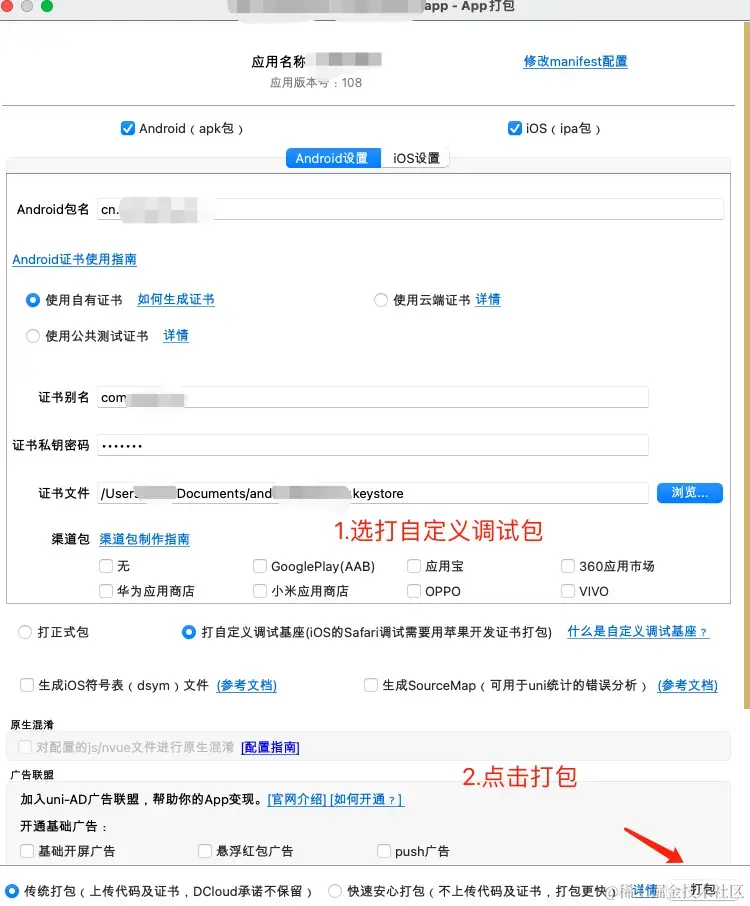 app - App打包
应用名称
应用版本号：108
修改manifest配置
Android（apk包）
iOS（ipa包）
Android设置
iOS设置
Android包名
cn.
Android证书使用指南
使用自有证书 如何生成证书
使用云端证书 详情
使用公共测试证书 详情
证书别名
com
证书私钥密码
•••••••
证书文件
/User Documents/and keystore
浏览...
1.选打自定义调试包
渠道包 渠道包制作指南
无
GooglePlay(AAB)
应用宝
360应用市场
华为应用商店
小米应用商店
OPPO
VIVO
打正式包
打自定义调试基座(iOS的Safari调试需要用苹果开发证书打包)
什么是自定义调试基座？
生成iOS符号表（dsym）文件 (参考文档)
生成SourceMap（可用于uni统计的错误分析） (参考文档)
原生混淆
对配置的js/nvue文件进行原生混淆 [配置指南]
广告联盟
2.点击打包
加入uni-AD广告联盟，帮助你的App变现。[官网介绍] [如何开通？]
开通基础广告：
基础开屏广告
悬浮红包广告
push广告
传统打包（上传代码及证书，DCloud承诺不保留）
快速安心打包（不上传代码及证书，打包更快） 详情
打包
@稀土掘金技术社区